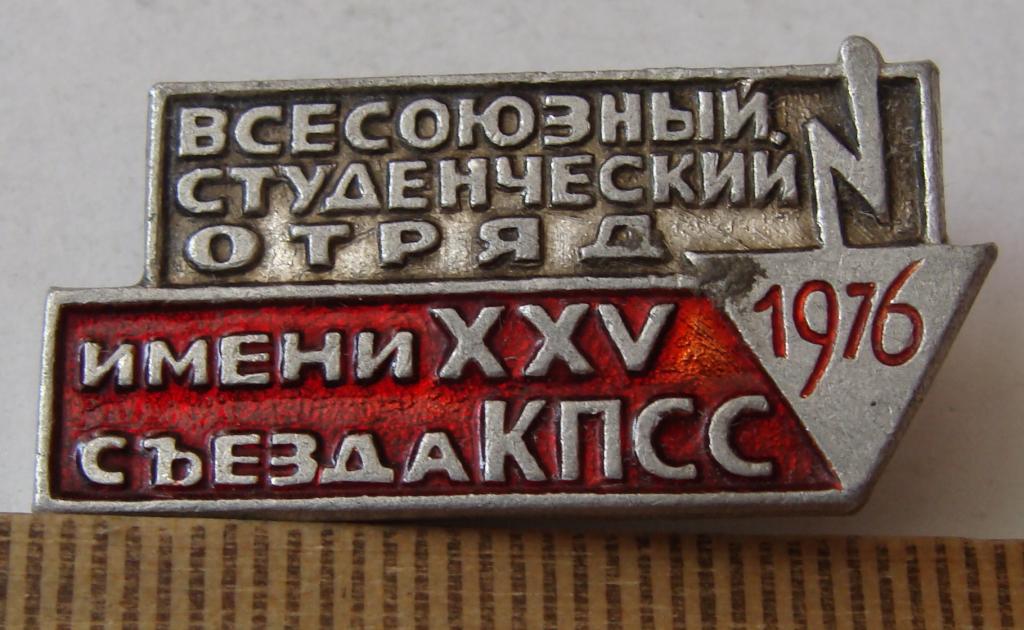 ВСЕСОЮЗНЫЙ
СТУДЕНЧЕСКИЙ
ОТРЯД
1976
ИМЕНИ XXV
СЪЕЗДА КПСС